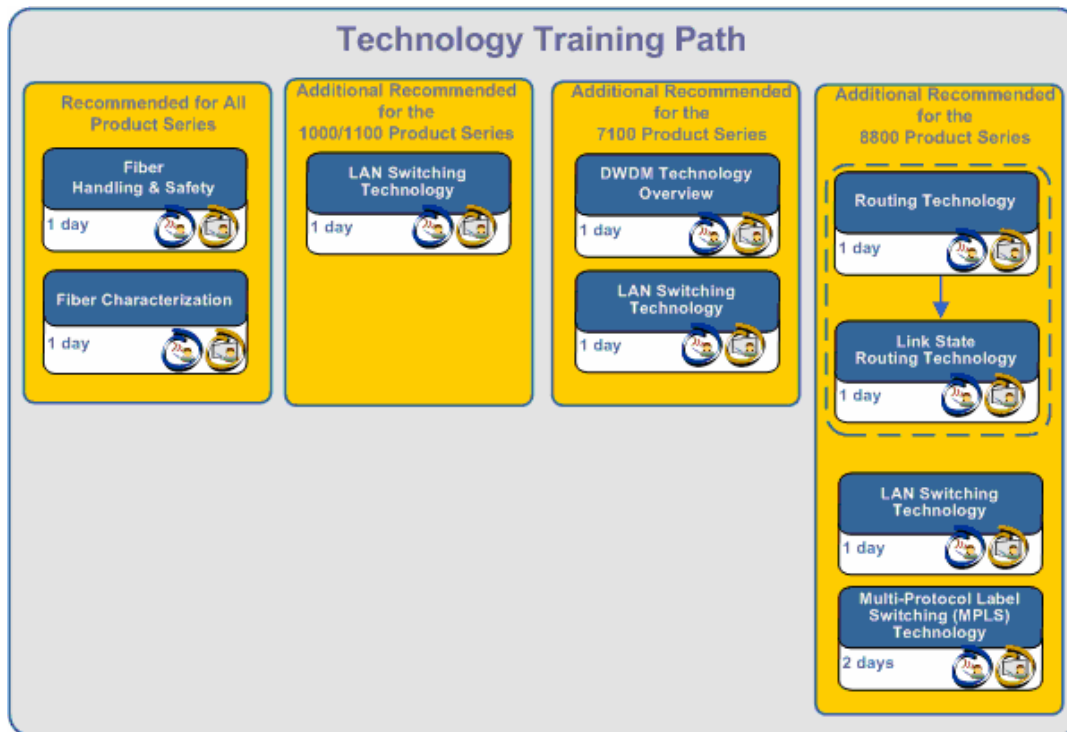 Technology Training Path
Recommended for All
Product Series
Fiber
Handling & Safety
1 day
Fiber Characterization
1 day
Additional Recommended
for the
1000/1100 Product Series
LAN Switching
Technology
1 day
Additional Recommended
for the
7100 Product Series
DWDM Technology
Overview
1 day
LAN Switching
Technology
1 day
Additional Recommended
for the
8800 Product Series
Routing Technology
1 day
Link State
Routing Technology
1 day
LAN Switching
Technology
1 day
Multi-Protocol Label
Switching (MPLS)
Technology
2 days